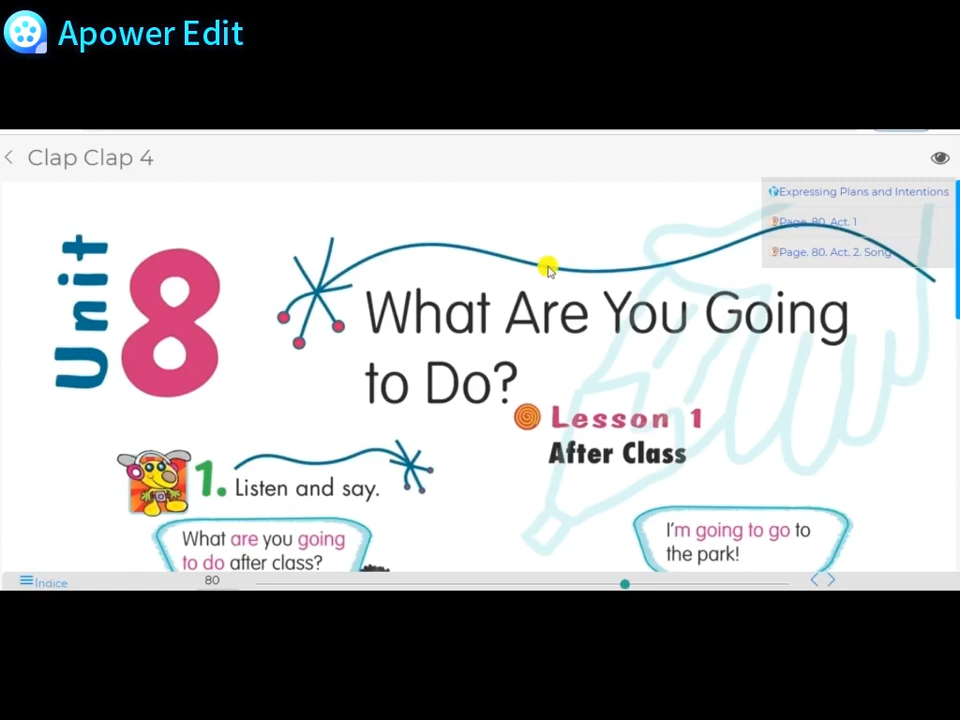 Apower Edit
Clap Clap 4
Expressing Plans and Intentions
Page. 80. Act. 1
Page. 80. Act. 2. Song
Unit 8
What Are You Going
to Do?
Lesson 1
After Class
1. Listen and say.
What are you going
to do after class?
I'm going to go to
the park!
Índice
80